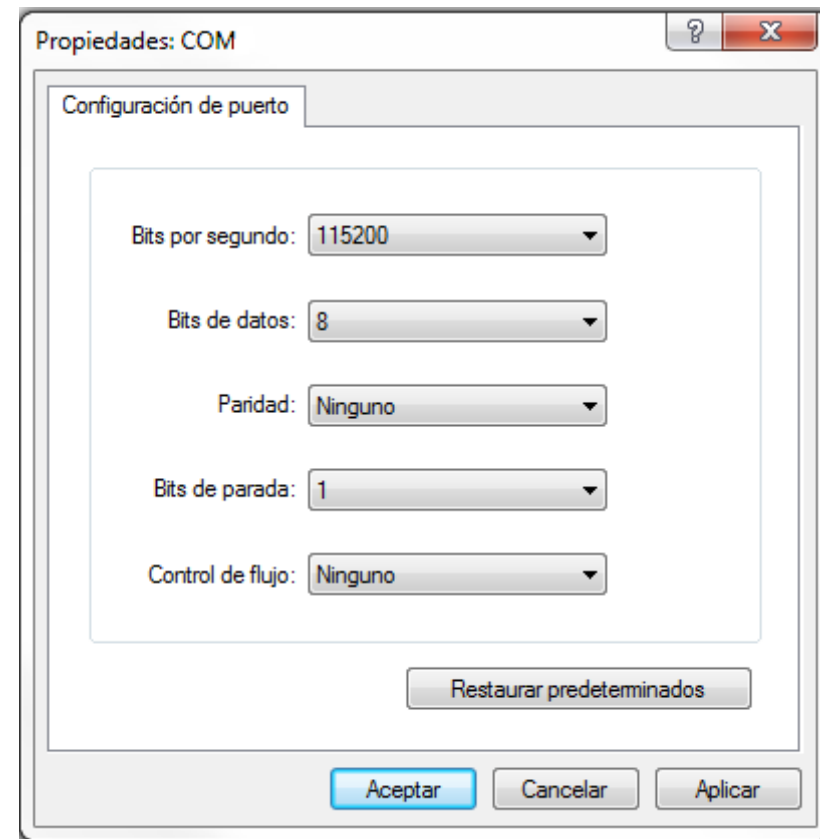 Propiedades: COM
Configuración de puerto
Bits por segundo: 115200
Bits de datos: 8
Paridad: Ninguno
Bits de parada: 1
Control de flujo: Ninguno
Restaurar predeterminados
Aceptar Cancelar Aplicar